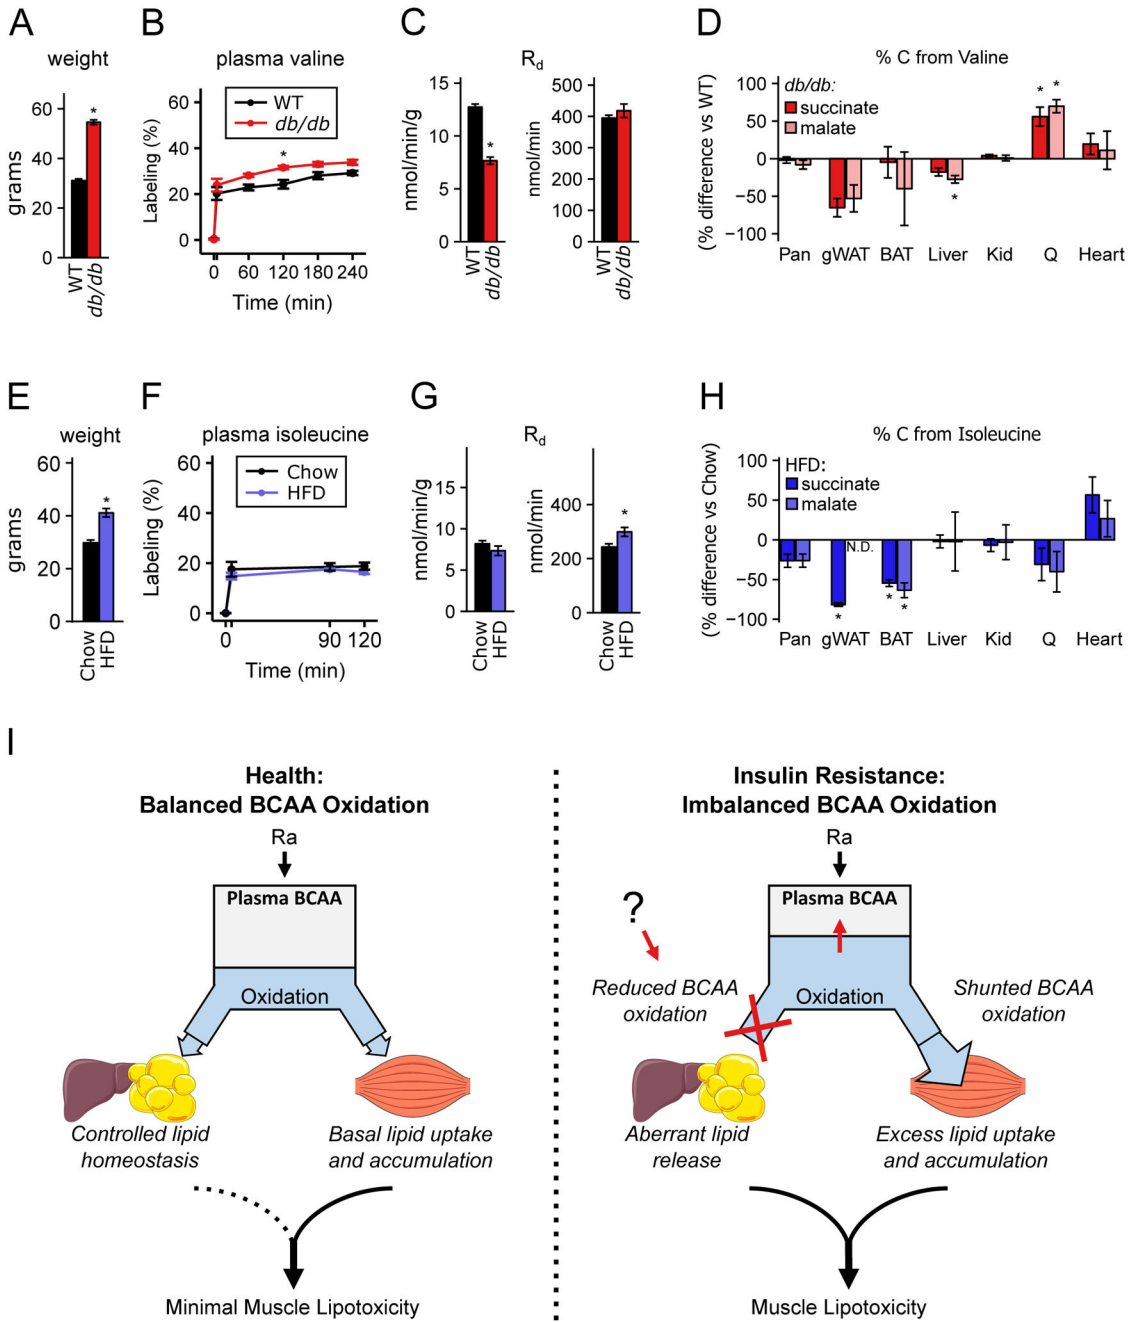 A
weight
grams
60
40
20
0
*
WT
db/db
B
plasma valine
Labeling (%)
60
40
20
0
WT
db/db
*
0
60
120
180
240
Time (min)
C
R_d
nmol/min/g
15
10
5
0
*
WT
db/db
nmol/min
500
400
300
200
100
0
WT
db/db
D
% C from Valine
(% difference vs WT)
100
50
0
−50
−100
db/db:
succinate
malate
*
* *
Pan gWAT BAT Liver Kid Q Heart
E
weight
grams
60
40
20
0
*
Chow
HFD
F
plasma isoleucine
Labeling (%)
60
40
20
0
Chow
HFD
0
90
120
Time (min)
G
R_d
nmol/min/g
15
10
5
0
Chow
HFD
nmol/min
400
200
0
*
Chow
HFD
H
% C from Isoleucine
(% difference vs Chow)
100
50
0
−50
−100
HFD:
succinate
malate
N.D.
*
* *
Pan gWAT BAT Liver Kid Q Heart
I
Health:
Balanced BCAA Oxidation
Ra
Plasma BCAA
Oxidation
Controlled lipid
homeostasis
Basal lipid uptake
and accumulation
Minimal Muscle Lipotoxicity
Insulin Resistance:
Imbalanced BCAA Oxidation
Ra
Plasma BCAA
?
Reduced BCAA
oxidation
Oxidation
Shunted BCAA
oxidation
Aberrant lipid
release
Excess lipid uptake
and accumulation
Muscle Lipotoxicity